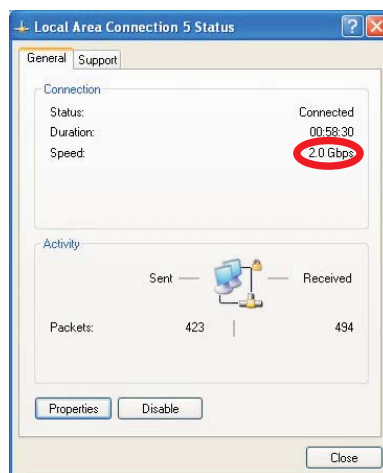 Local Area Connection 5 Status
General Support
Connection
Status: Connected
Duration: 00:58:30
Speed: 2.0 Gbps
Activity
Sent Received
Packets: 423 494
Properties Disable
Close